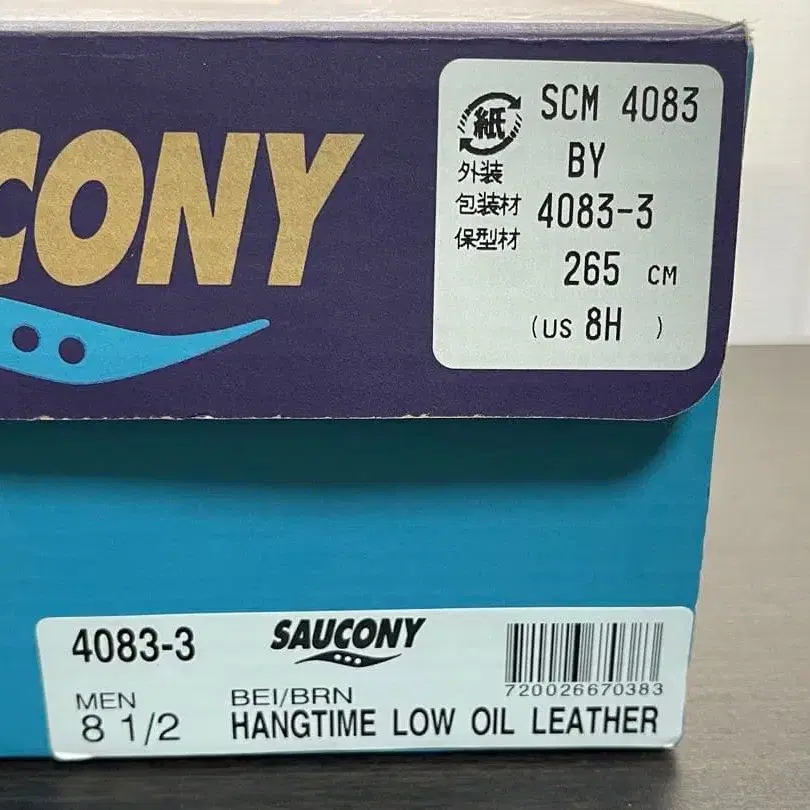 CONY
紙
外装
包装材
保型材
SCM 4083
BY
4083-3
265 CM
(US 8H )
4083-3
MEN
8 1/2
SAUCONY
BEI/BRN
HANGTIME LOW OIL LEATHER
720026670383